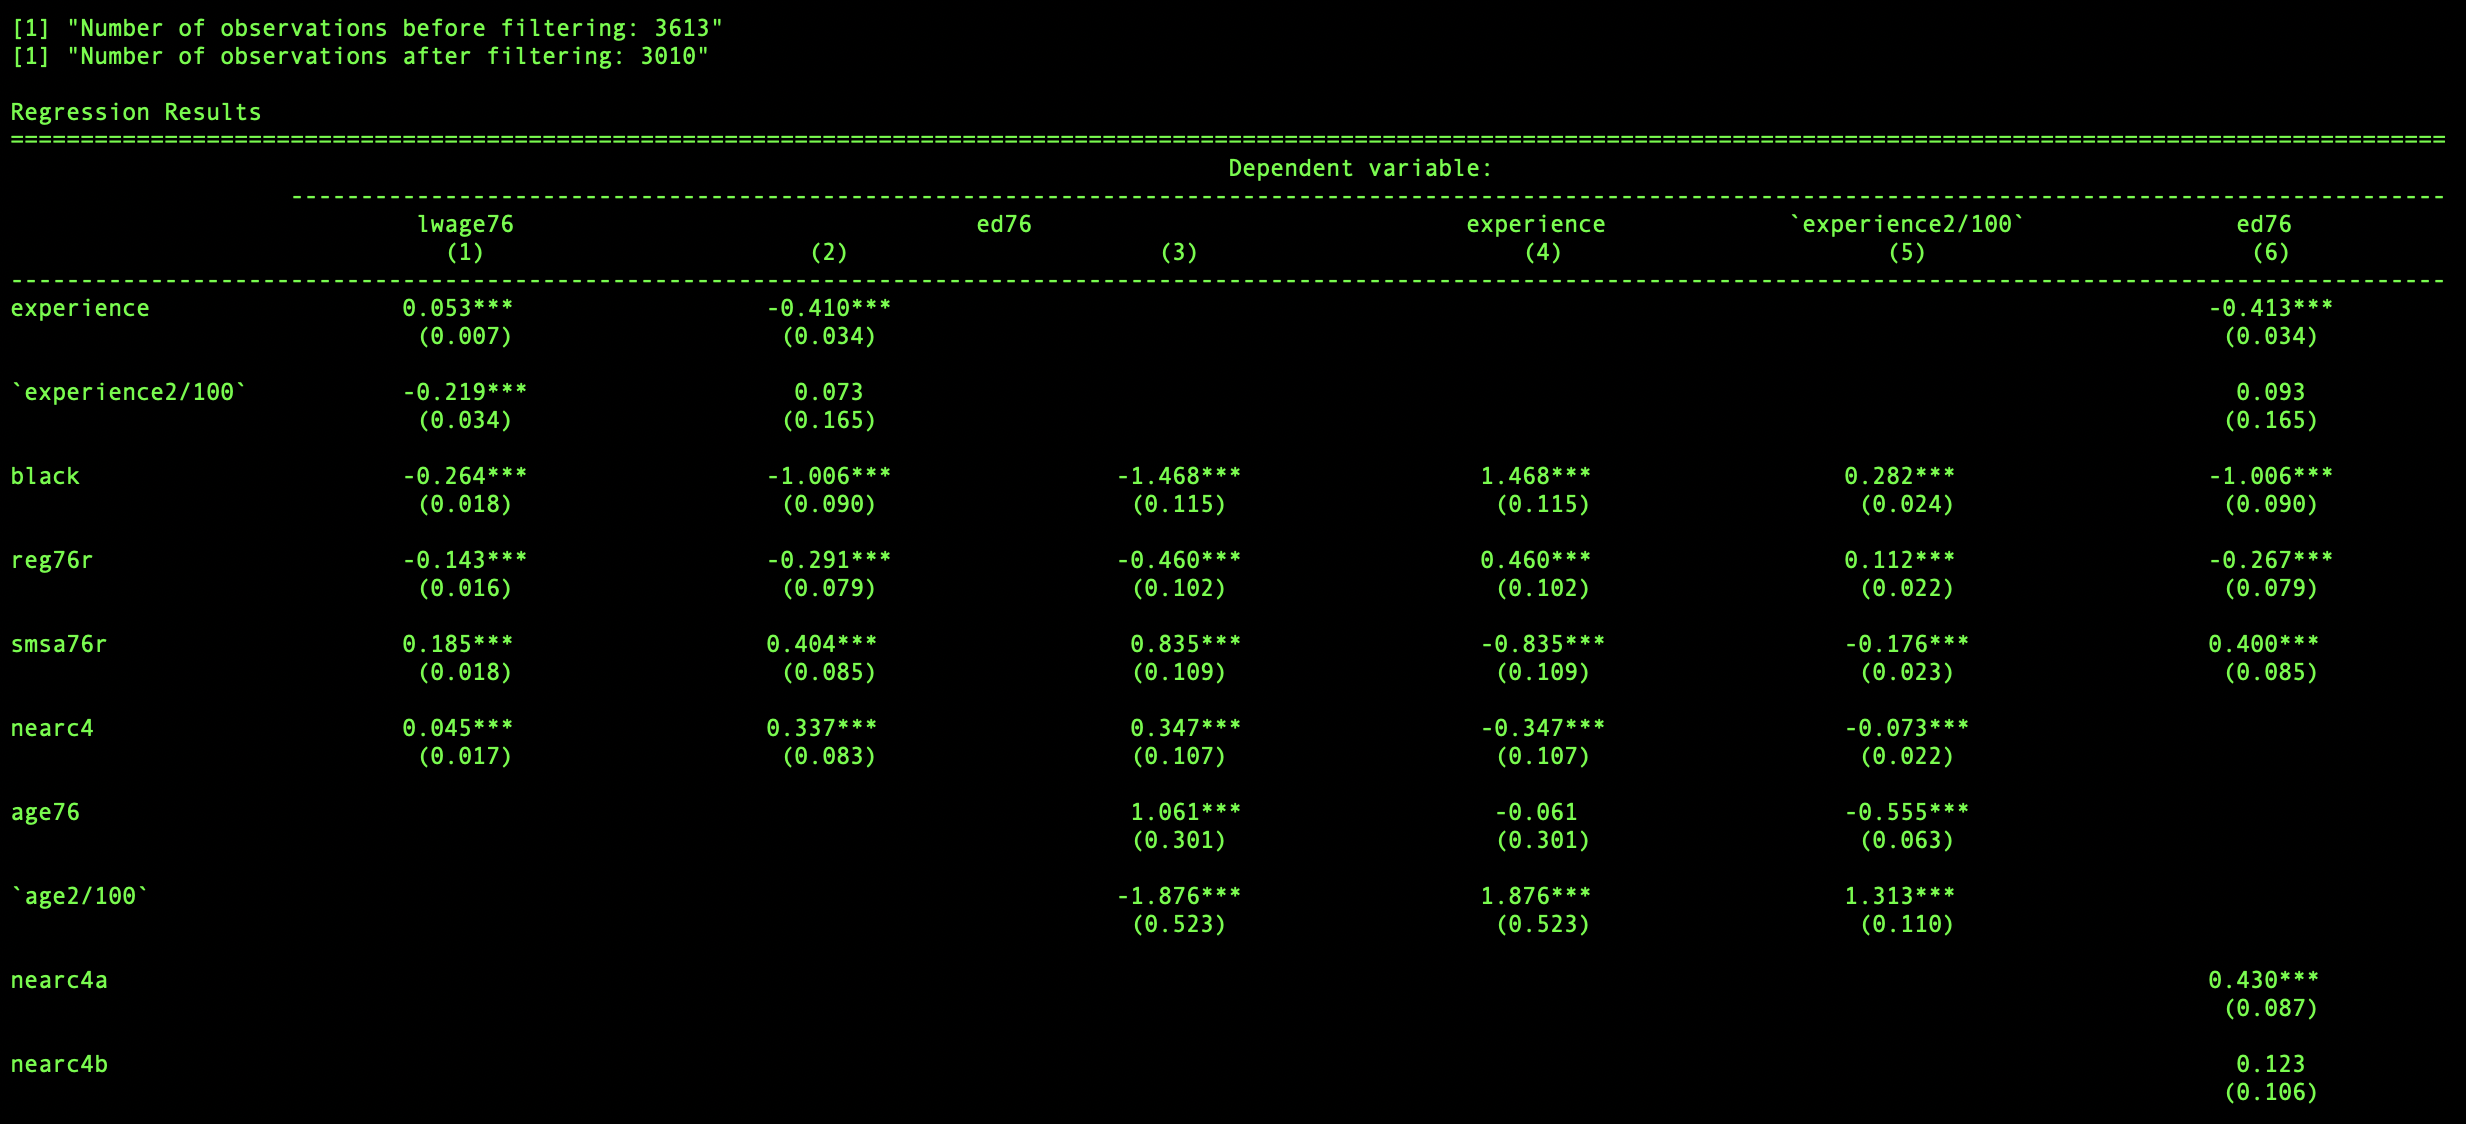 [1] "Number of observations before filtering: 3613"
[1] "Number of observations after filtering: 3010"
Regression Results
==============================================================================================================================================================================
Dependent variable:
----------------------------------------------------------------------------------------------------------------------------------------------------------
lwage76 ed76 experience `experience2/100` ed76
(1) (2) (3) (4) (5) (6)
------------------------------------------------------------------------------------------------------------------------------------------------------------------------------
experience 0.053*** -0.410*** -0.413***
(0.007) (0.034) (0.034)
`experience2/100` -0.219*** 0.073 0.093
(0.034) (0.165) (0.165)
black -0.264*** -1.006*** -1.468*** 1.468*** 0.282*** -1.006***
(0.018) (0.090) (0.115) (0.115) (0.024) (0.090)
reg76r -0.143*** -0.291*** -0.460*** 0.460*** 0.112*** -0.267***
(0.016) (0.079) (0.102) (0.102) (0.022) (0.079)
smsa76r 0.185*** 0.404*** 0.835*** -0.835*** -0.176*** 0.400***
(0.018) (0.085) (0.109) (0.109) (0.023) (0.085)
nearc4 0.045*** 0.337*** 0.347*** -0.347*** -0.073***
(0.017) (0.083) (0.107) (0.107) (0.022)
age76 1.061*** -0.061 -0.555***
(0.301) (0.301) (0.063)
`age2/100` -1.876*** 1.876*** 1.313***
(0.523) (0.523) (0.110)
nearc4a 0.430***
(0.087)
nearc4b 0.123
(0.106)